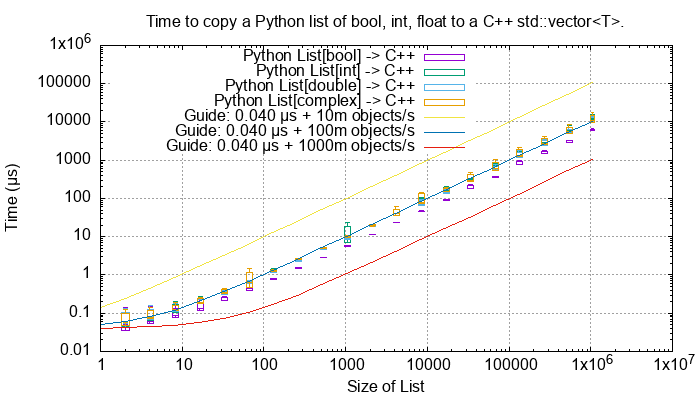 Time to copy a Python list of bool, int, float to a C++ std::vector<T>.
1x10^6
100000
10000
1000
100
10
1
0.1
0.01
Time (µs)
Python List[bool] -> C++
Python List[int] -> C++
Python List[double] -> C++
Python List[complex] -> C++
Guide: 0.040 µs + 10m objects/s
Guide: 0.040 µs + 100m objects/s
Guide: 0.040 µs + 1000m objects/s
1 10 100 1000 10000 100000 1x10^6 1x10^7
Size of List